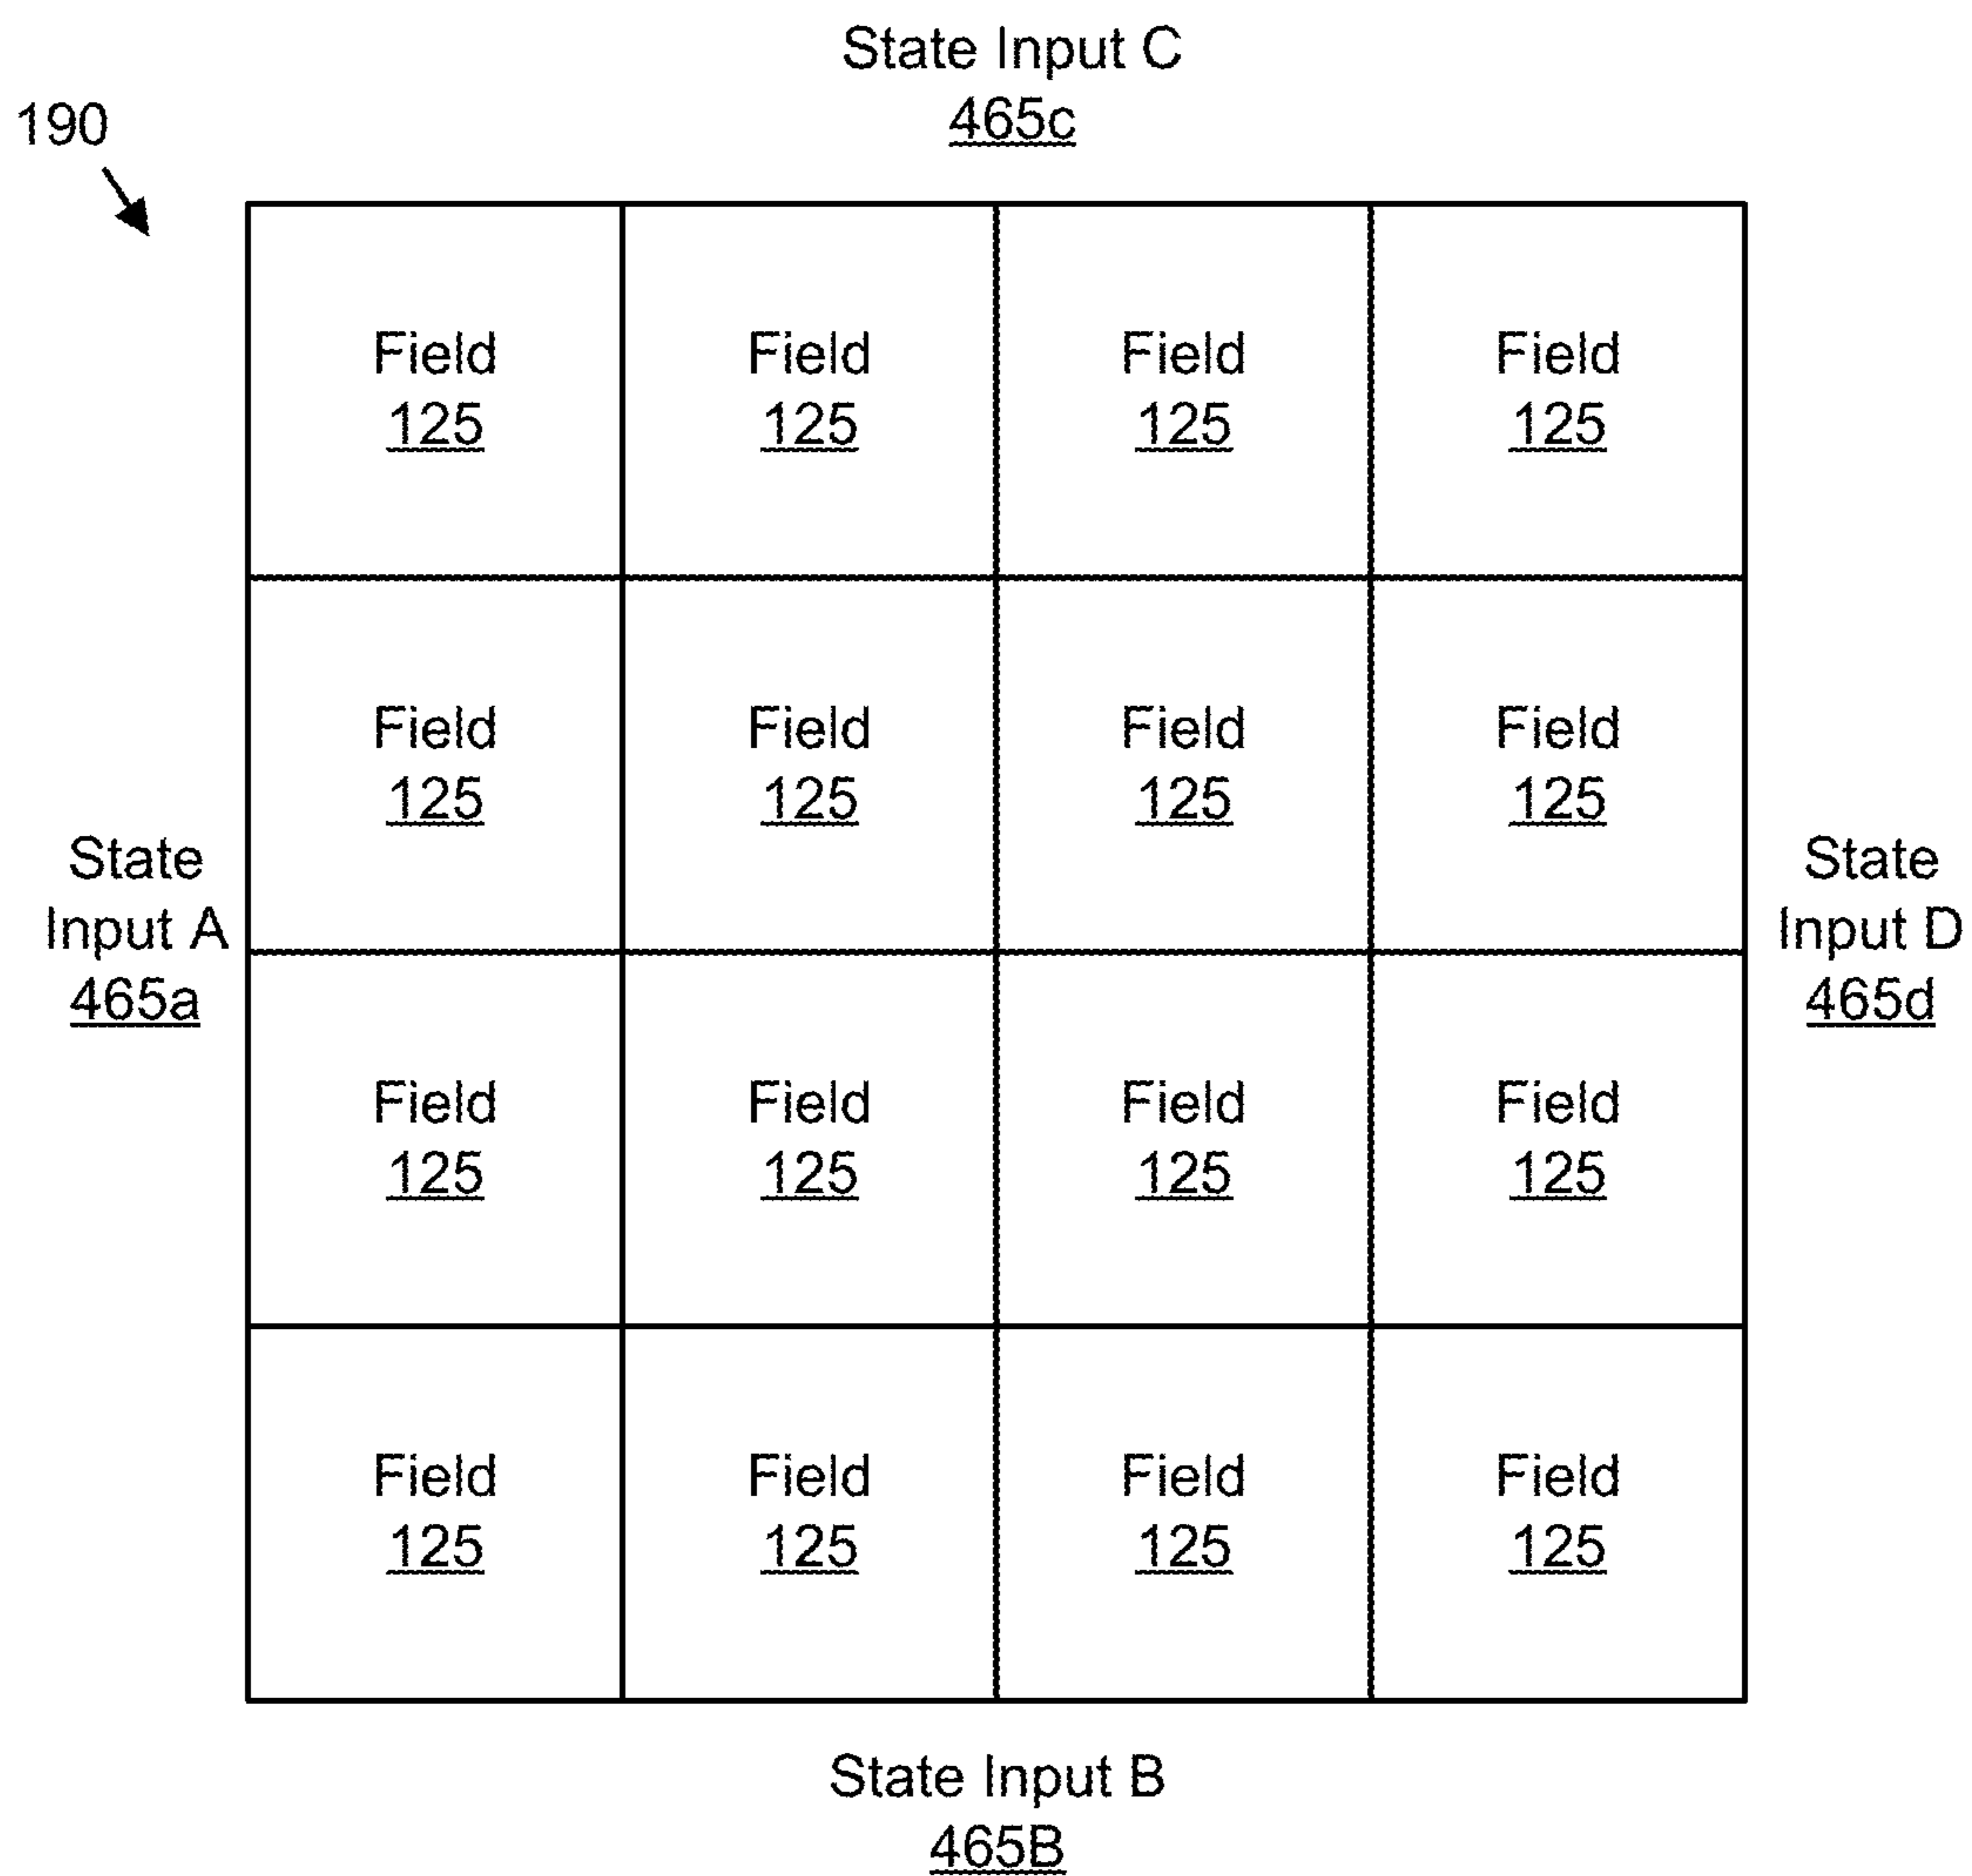 State Input C
465c
190
Field Field Field Field
125 125 125 125
Field Field Field Field
125 125 125 125
State
Input A
465a
State
Input D
465d
Field Field Field Field
125 125 125 125
Field Field Field Field
125 125 125 125
State Input B
465B